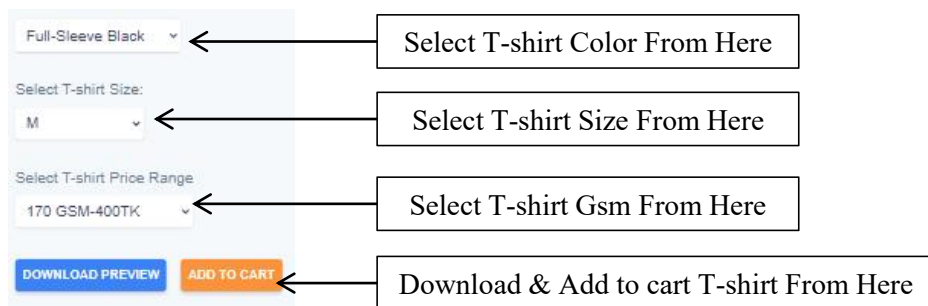 Full-Sleeve Black
Select T-shirt Color From Here
Select T-shirt Size:
M
Select T-shirt Size From Here
Select T-shirt Price Range
170 GSM-400TK
Select T-shirt Gsm From Here
DOWNLOAD PREVIEW ADD TO CART
Download & Add to cart T-shirt From Here